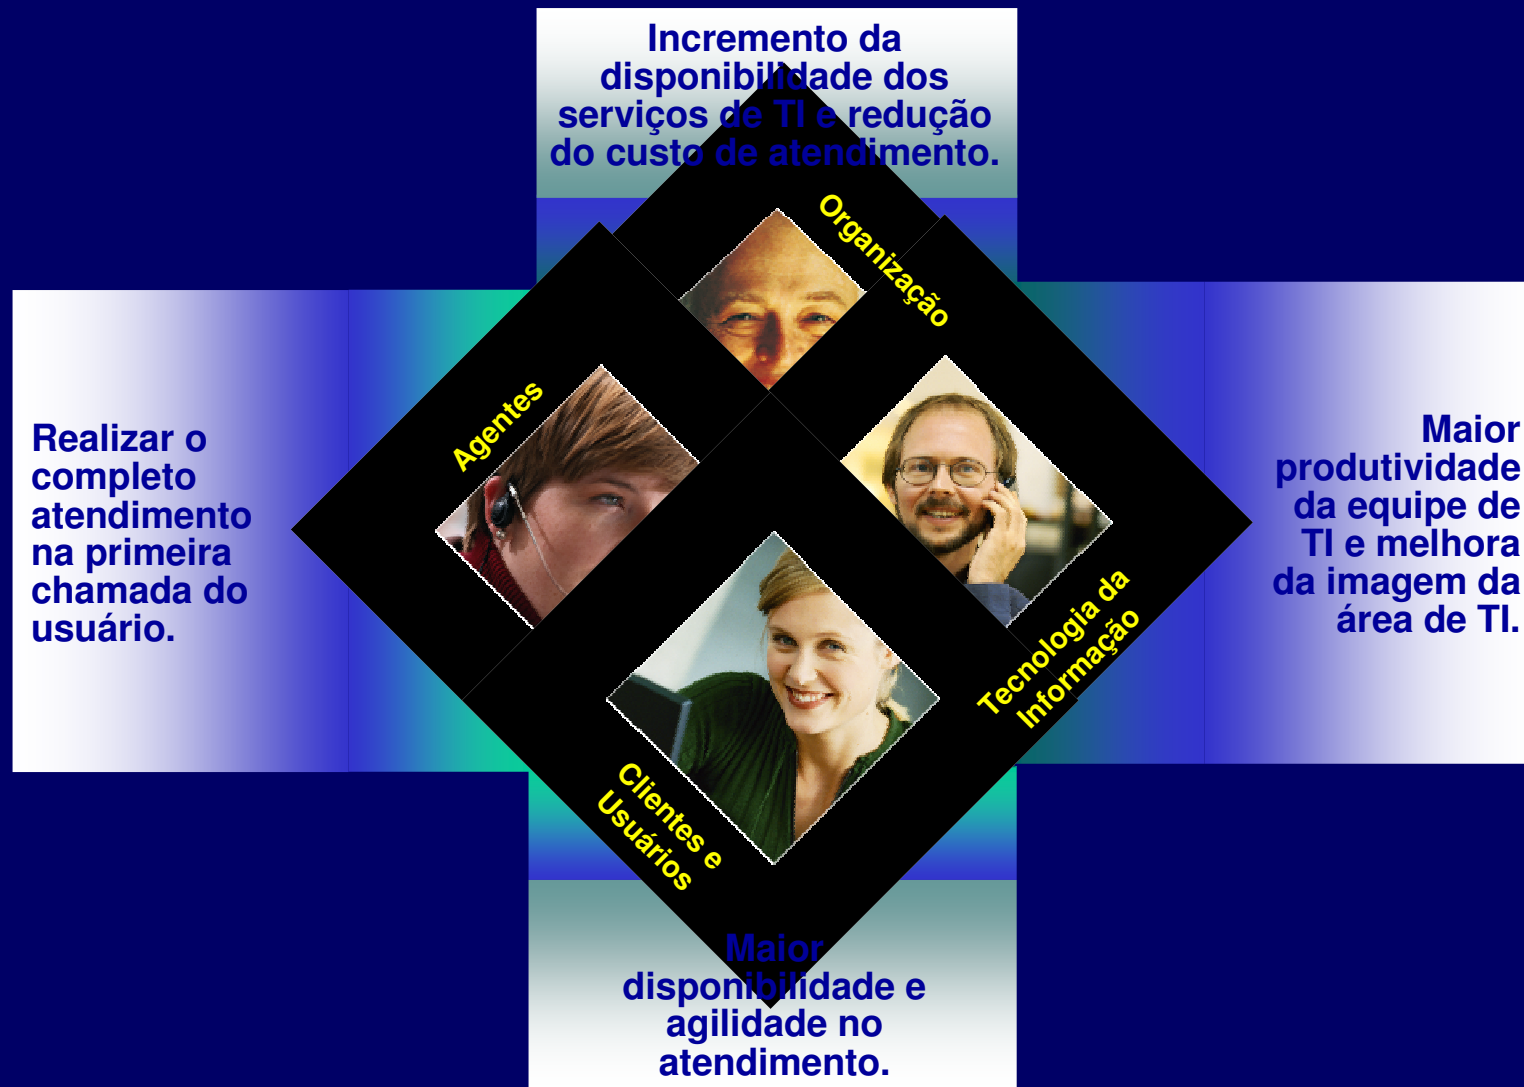 Incremento da
disponibilidade dos
serviços de TI e redução
do custo de atendimento.
Organização
Agentes
Realizar o
completo
atendimento
na primeira
chamada do
usuário.
Maior
produtividade
da equipe de
TI e melhora
da imagem da
área de TI.
Tecnologia da
Informação
Clientes e
Usuários
Maior
disponibilidade e
agilidade no
atendimento.